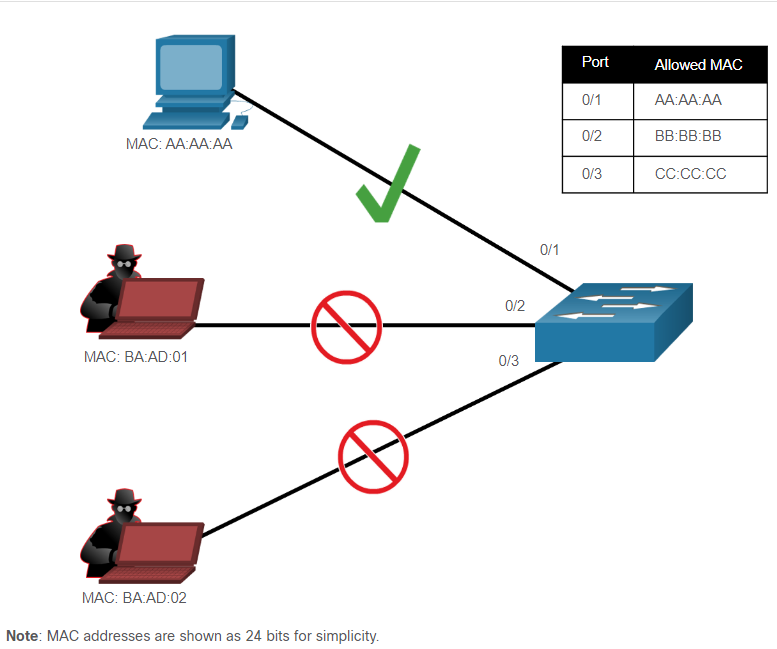 Port Allowed MAC
0/1 AA:AA:AA
0/2 BB:BB:BB
0/3 CC:CC:CC
MAC: AA:AA:AA
0/1
0/2
MAC: BA:AD:01
0/3
MAC: BA:AD:02
Note: MAC addresses are shown as 24 bits for simplicity.